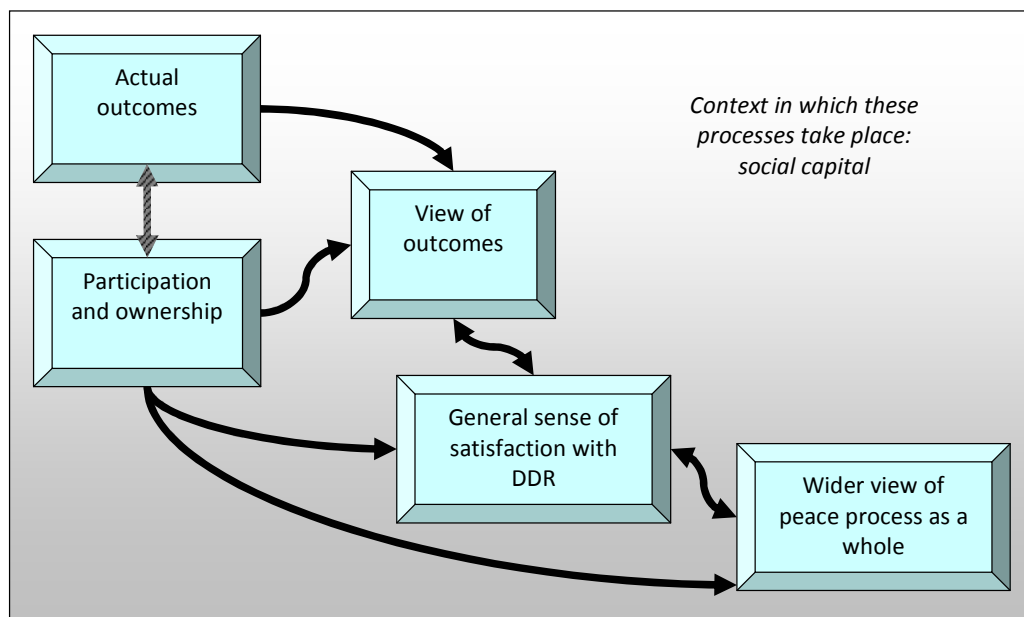 Actual
outcomes
Context in which these
processes take place:
social capital
View of
outcomes
Participation
and ownership
General sense of
satisfaction with
DDR
Wider view of
peace process as a
whole